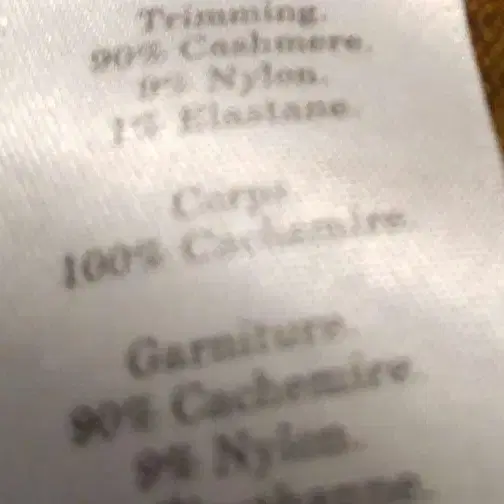 Trimming.
90% Cashmere.
9% Nylon.
1% Elastane.
Corps.
100% Cachemire.
Garniture.
90% Cachemire.
9% Nylon.